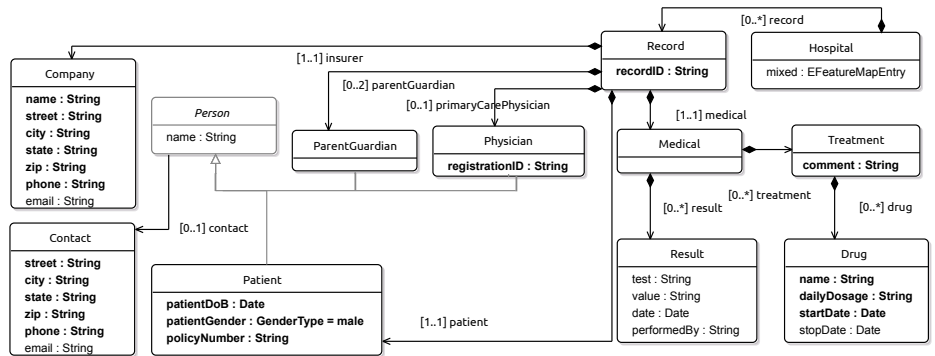 [0..*] record
Record
recordID : String
Hospital
mixed : EFeatureMapEntry
[1..1] insurer
Company
name : String
street : String
city : String
state : String
zip : String
phone : String
email : String
[0..2] parentGuardian
[0..1] primaryCarePhysician
Person
name : String
ParentGuardian
Physician
registrationID : String
[1..1] medical
Medical
Treatment
comment : String
[0..*] treatment
[0..*] result
[0..*] drug
[0..1] contact
Contact
street : String
city : String
state : String
zip : String
phone : String
email : String
Patient
patientDoB : Date
patientGender : GenderType = male
policyNumber : String
[1..1] patient
Result
test : String
value : String
date : Date
performedBy : String
Drug
name : String
dailyDosage : String
startDate : Date
stopDate : Date